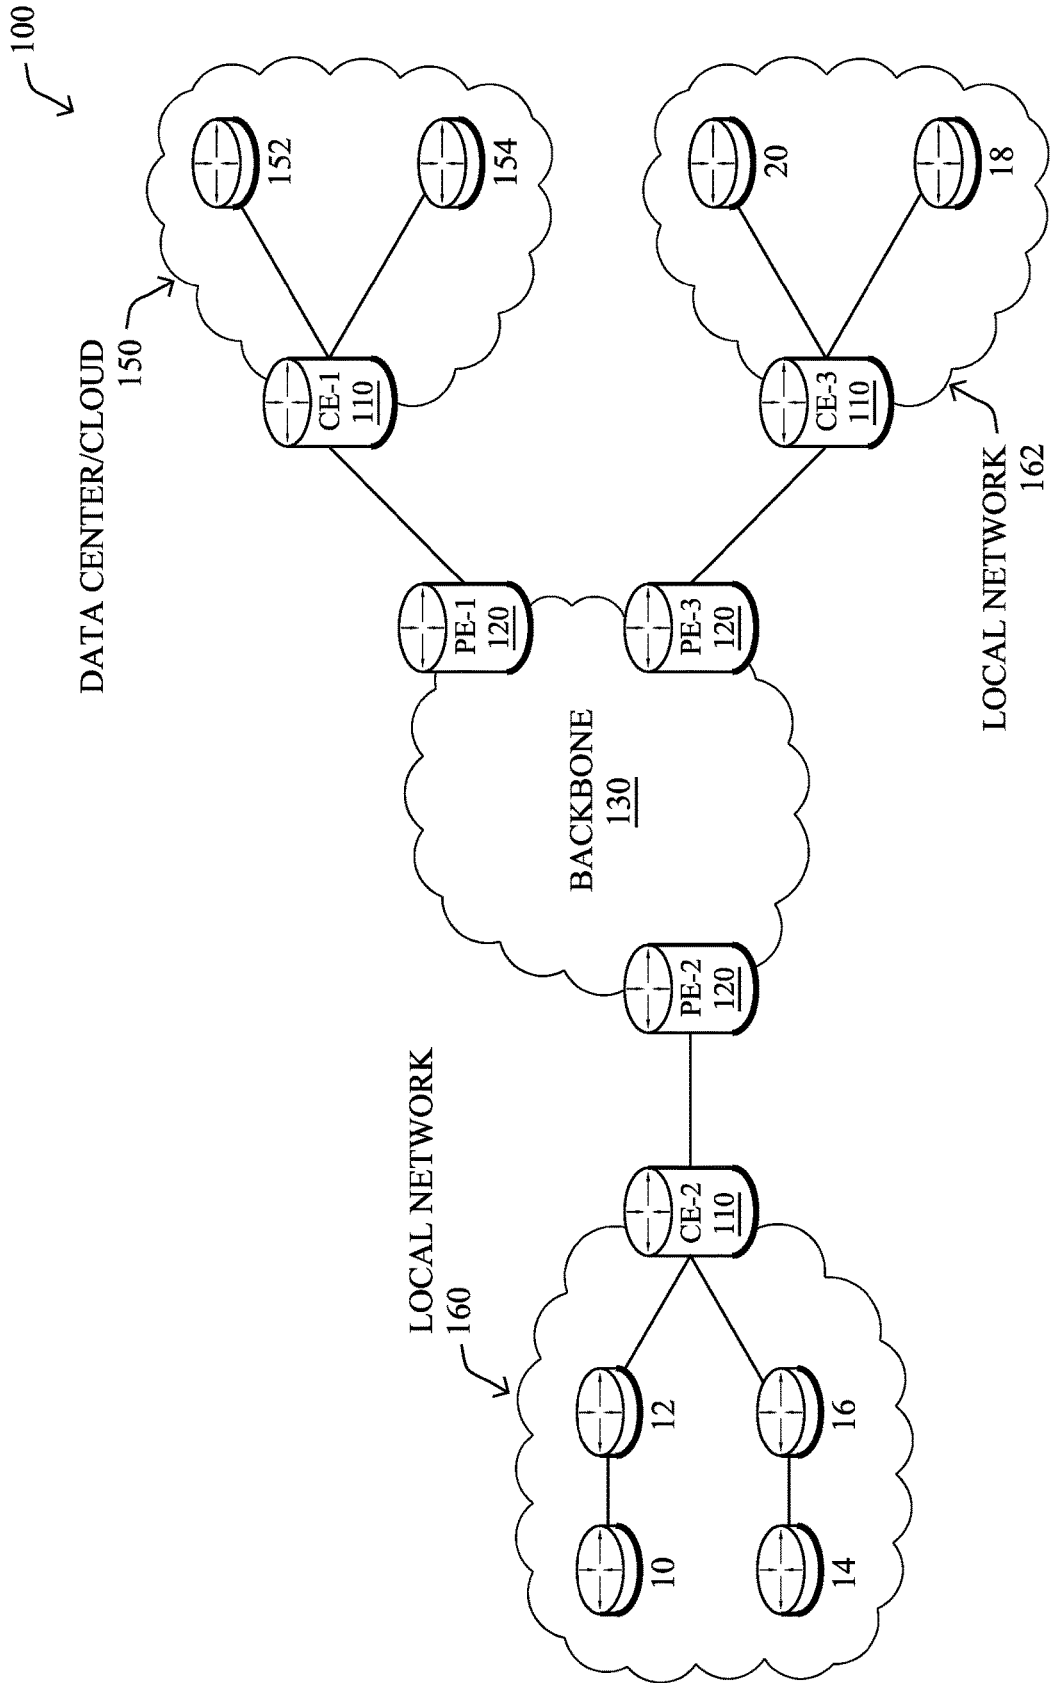 100
DATA CENTER/CLOUD
150
152
154
CE-1
110
PE-1
120
LOCAL NETWORK
160
10
12
14
16
CE-2
110
PE-2
120
BACKBONE
130
PE-3
120
CE-3
110
20
18
LOCAL NETWORK
162